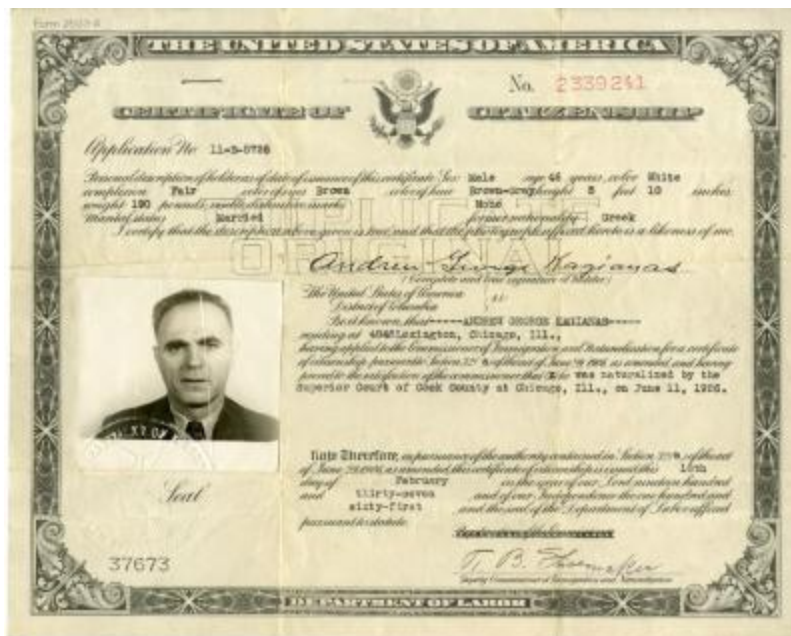 THE UNITED STATES OF AMERICA
No. 2339241
CERTIFICATE OF CITIZENSHIP
Application No 11-B-5728
Personal description of holder as of date of issuance of this certificate: Sex Male age 46 years, color White
complexion Fair color of eyes Brown color of hair Brown-Gray height 5 feet 10 inches,
weight 190 pounds, visible distinctive marks None
Marital status Married former nationality Greek
I certify that the description above given is true, and that the photograph affixed hereto is a likeness of me.
DUPLICATE
ORIGINAL
Andrew George Kazianas
(Complete and true signature of holder)
The United States of America
District of Columbia
Be it known, that ANDREW GEORGE KAZIANAS
residing at 4846 Lexington, Chicago, Ill.,
having applied to the Commissioner of Immigration and Naturalization for a certificate
of citizenship pursuant to Section of the act of June 29, 1906, as amended, and having
proved to the satisfaction of the commissioner, that he was naturalized by the
Superior Court of Cook County at Chicago, Ill., on June 11, 1926.
Now Therefore, in pursuance of the authority contained in Section of the act
of June 29, 1906, as amended, this certificate of citizenship is issued this 15th
day of February in the year of our Lord nineteen hundred
and thirty-seven and of our Independence the one hundred and
sixty-first and the seal of the Department of Labor affixed
pursuant to statute.
Seal
37673
T. B. Shoemaker
Deputy Commissioner of Immigration and Naturalization
DEPARTMENT OF LABOR